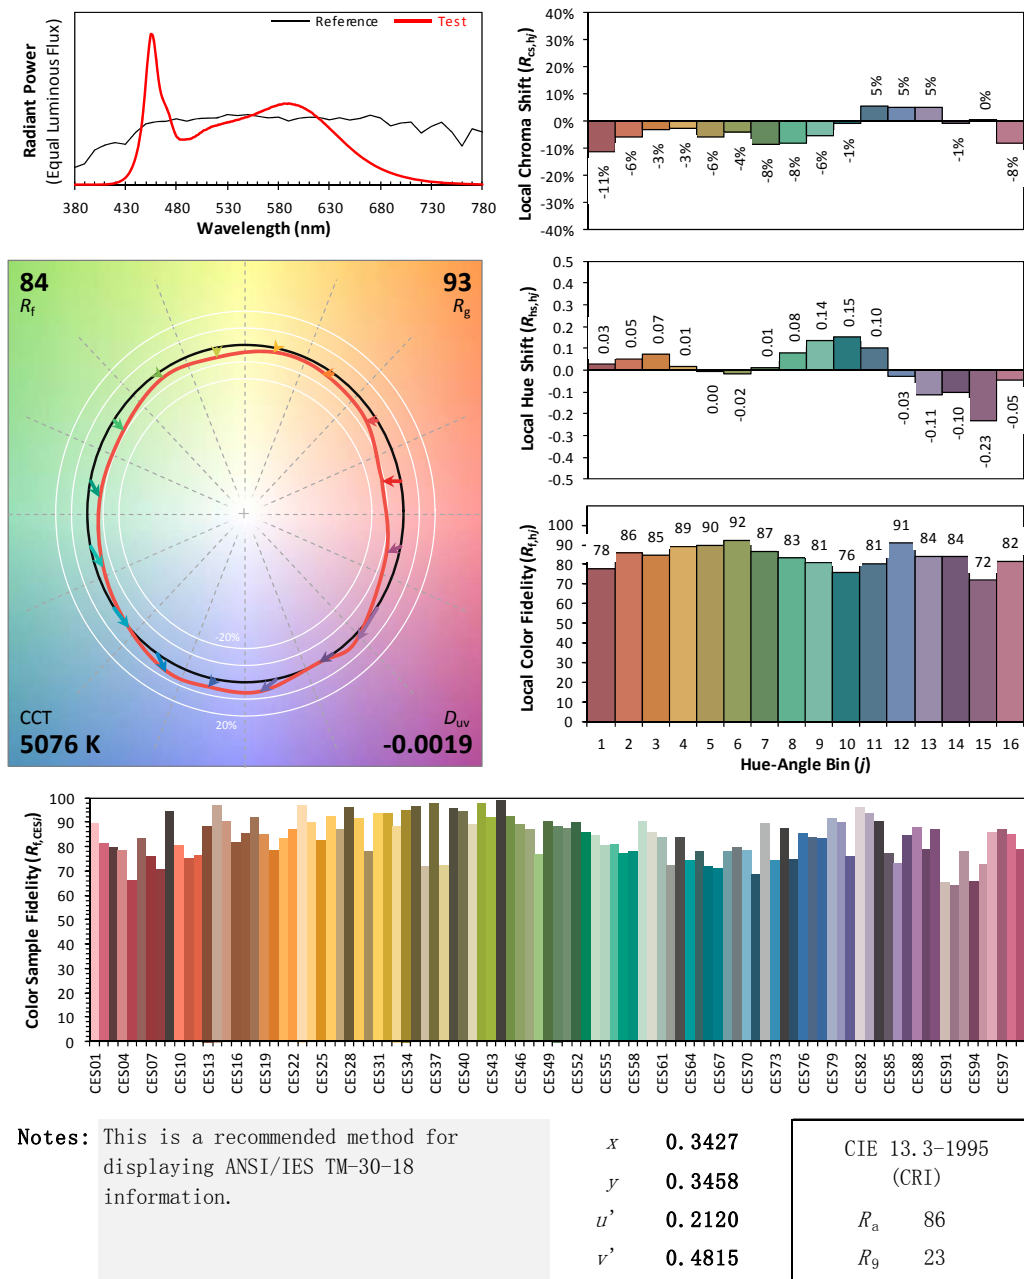 Reference
Test
Radiant Power
(Equal Luminous Flux)
380 430 480 530 580 630 680 730 780
Wavelength (nm)
Local Chroma Shift (Rcs,hj)
40%
30%
20%
10%
0%
-10%
-20%
-30%
-40%
-11% -6% -3% -3% -6% -4% -8% -8% -6% -1% 5% 5% 5% -1% 0% -8%
84
Rf
93
Rg
-20%
20%
CCT
5076 K
Duv
-0.0019
Local Hue Shift (Rhs,hj)
0.5
0.4
0.3
0.2
0.1
0.0
-0.1
-0.2
-0.3
-0.4
-0.5
0.03 0.05 0.07 0.01 0.00 -0.02 0.01 0.08 0.14 0.15 0.10 -0.03 -0.11 -0.10 -0.23 -0.05
Local Color Fidelity (Rf,hj)
100
90
80
70
60
50
40
30
20
10
0
78 86 85 89 90 92 87 83 81 76 81 91 84 84 72 82
1 2 3 4 5 6 7 8 9 10 11 12 13 14 15 16
Hue-Angle Bin (j)
Color Sample Fidelity (Rf,CESi)
100
90
80
70
60
50
40
30
20
10
0
CES01 CES04 CES07 CES10 CES13 CES16 CES19 CES22 CES25 CES28 CES31 CES34 CES37 CES40 CES43 CES46 CES49 CES52 CES55 CES58 CES61 CES64 CES67 CES70 CES73 CES76 CES79 CES82 CES85 CES88 CES91 CES94 CES97
Notes: This is a recommended method for
displaying ANSI/IES TM-30-18
information.
x 0.3427
y 0.3458
u' 0.2120
v' 0.4815
CIE 13.3-1995
(CRI)
Ra 86
R9 23